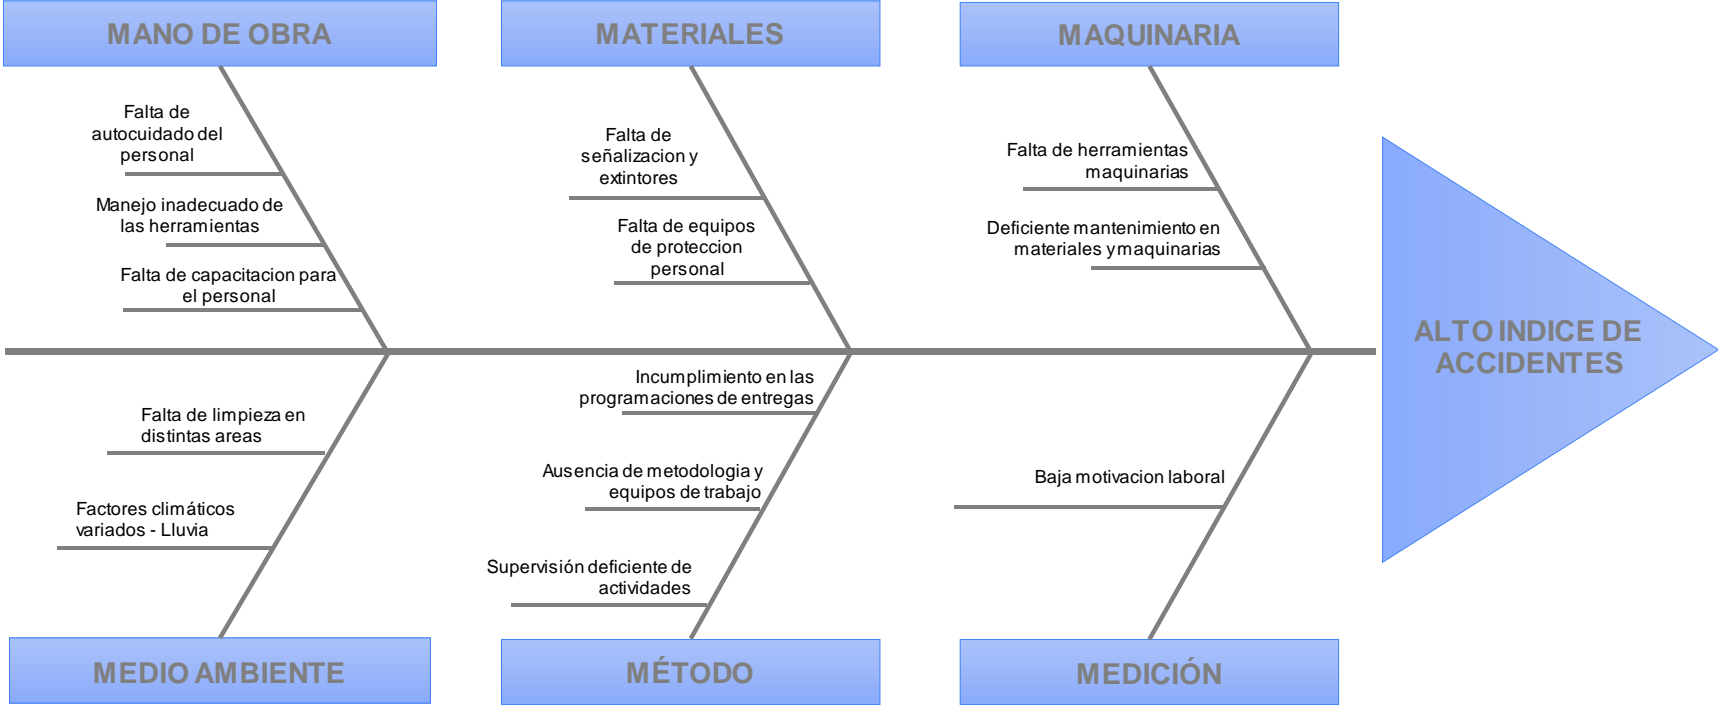 MANO DE OBRA
MATERIALES
MAQUINARIA
Falta de
autocuidado del
personal
Manejo inadecuado de
las herramientas
Falta de capacitacion para
el personal
Falta de
señalizacion y
extintores
Falta de equipos
de proteccion
personal
Falta de herramientas
maquinarias
Deficiente mantenimiento en
materiales y maquinarias
ALTO INDICE DE
ACCIDENTES
Falta de limpieza en
distintas areas
Factores climáticos
variados - Lluvia
Incumplimiento en las
programaciones de entregas
Ausencia de metodologia y
equipos de trabajo
Supervisión deficiente de
actividades
Baja motivacion laboral
MEDIO AMBIENTE
MÉTODO
MEDICIÓN